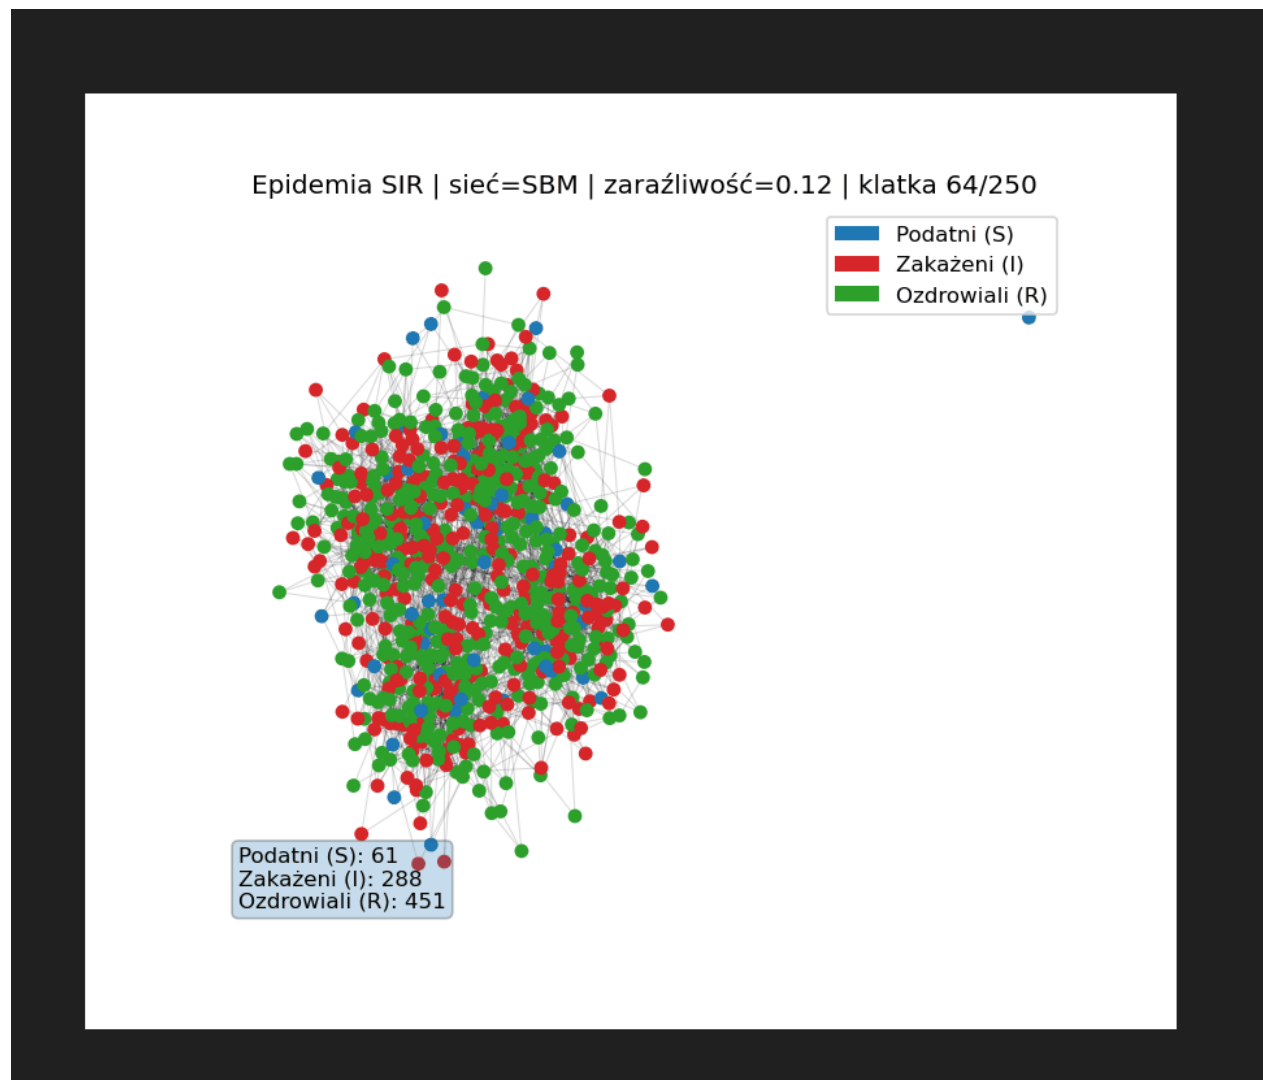 Epidemia SIR | sieć=SBM | zaraźliwość=0.12 | klatka 64/250
Podatni (S)
Zakażeni (I)
Ozdrowiali (R)
Podatni (S): 61
Zakażeni (I): 288
Ozdrowiali (R): 451